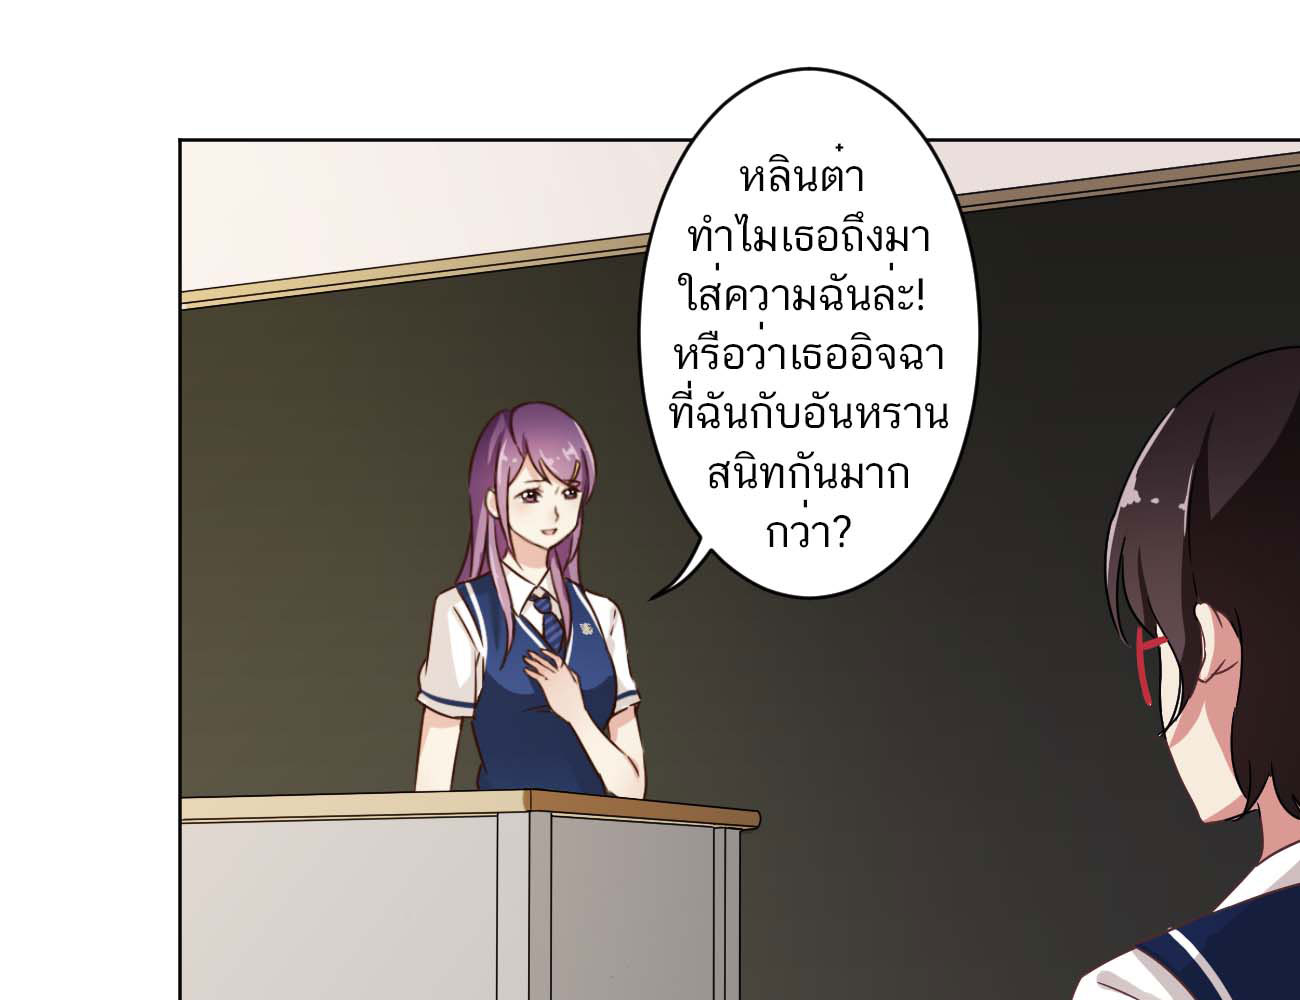 หลินต๋า
ทำไมเธอถึงมา
ใส่ความฉันล่ะ!
หรือว่าเธออิจฉา
ที่ฉันกับอันหราน
สนิทกันมาก
กว่า?